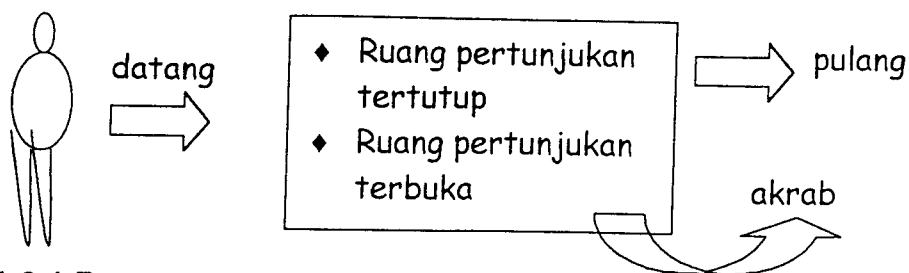 datang
♦ Ruang pertunjukan
tertutup
♦ Ruang pertunjukan
terbuka
pulang
akrab